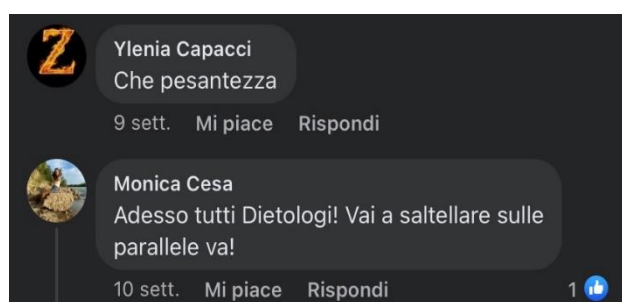 Z
Ylenia Capacci
Che pesantezza
9 sett. Mi piace Rispondi
Monica Cesa
Adesso tutti Dietologi! Vai a saltellare sulle
parallele va!
10 sett. Mi piace Rispondi 1